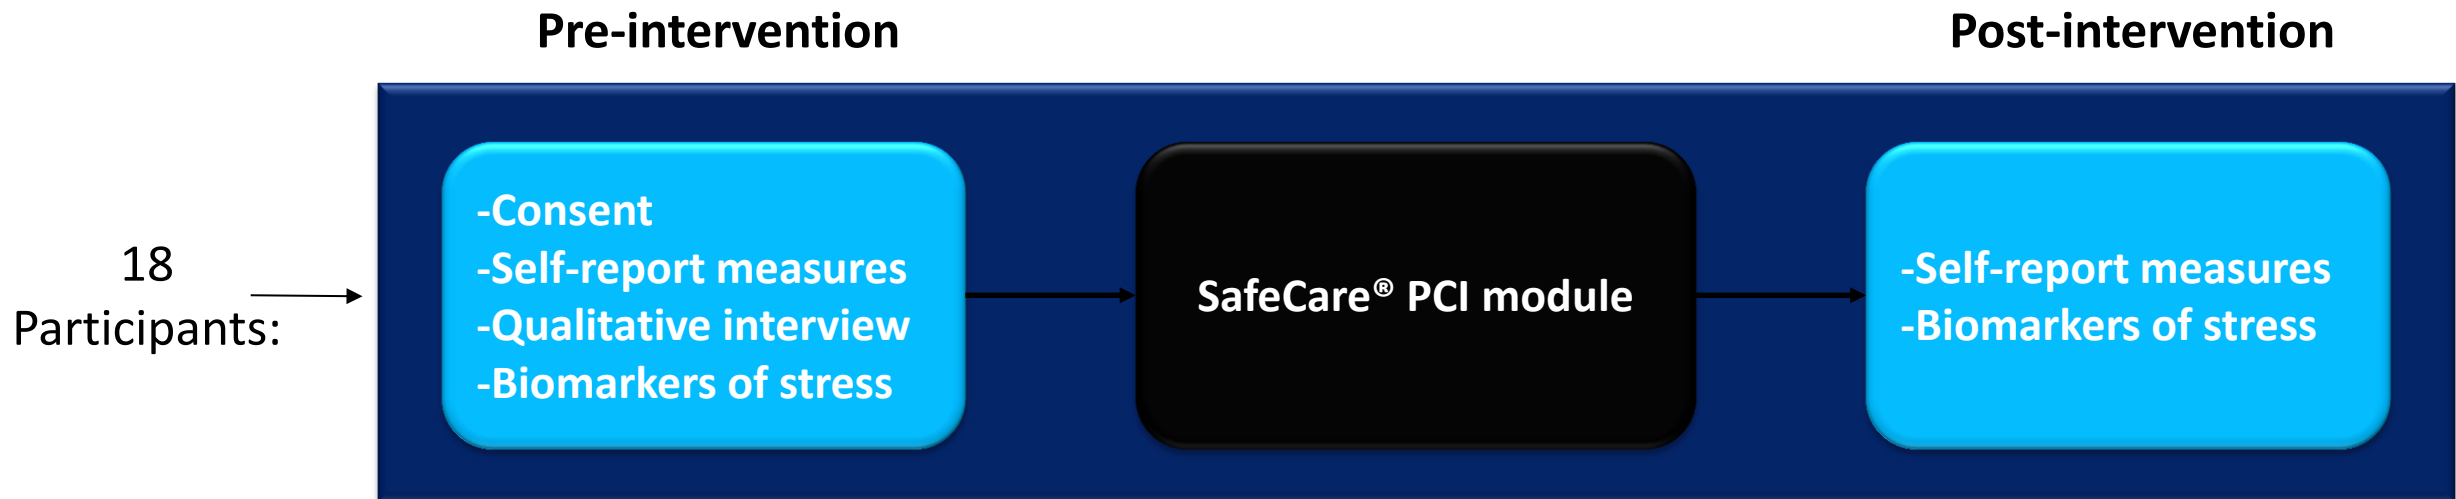 Pre-intervention
Post-intervention
18
Participants:
-Consent
-Self-report measures
-Qualitative interview
-Biomarkers of stress
SafeCare® PCI module
-Self-report measures
-Biomarkers of stress